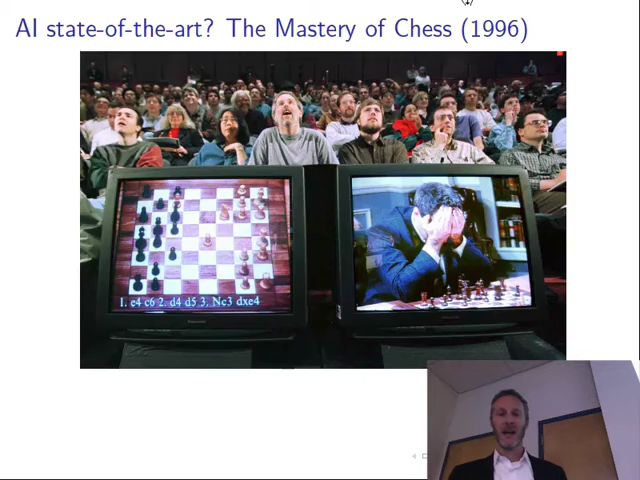 AI state-of-the-art? The Mastery of Chess (1996)
1. e4 c6 2. d4 d5 3. Nc3 dxe4